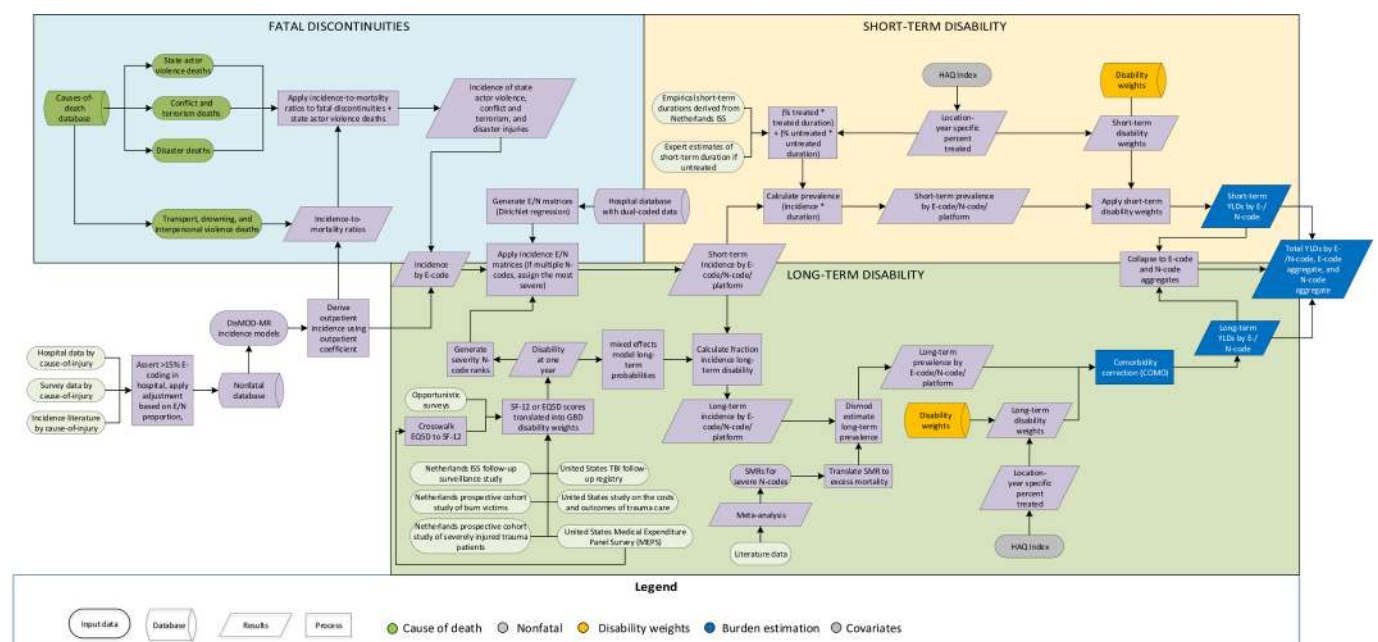 FATAL DISCONTINUITIES
State actor
violence deaths
Causes-of-
death
database
Conflict and
terrorism deaths
Disaster deaths
Transport, drowning, and
interpersonal violence deaths
Apply incidence-to-mortality
ratios to fatal discontinuities +
state actor violence deaths
Incidence of state
actor violence,
conflict and
terrorism, and
disaster injuries
Incidence-to-
mortality ratios
Generate E/N matrices
(Dirichlet regression)
Hospital database
with dual-coded data
SHORT-TERM DISABILITY
HAQ Index
Disability
weights
Empirical short-term
durations derived from
Netherlands ISS
Expert estimates of
short-term duration if
untreated
(% treated *
treated duration)
+ (% untreated *
untreated
duration)
Location-
year specific
percent
treated
Short-term
disability
weights
Calculate prevalence
(incidence *
duration)
Short-term prevalence
by E-code/N-code/
platform
Apply short-term
disability weights
Short-term
YLDs by E-/
N-code
LONG-TERM DISABILITY
Incidence
by E-code
Apply incidence E/N
matrices (if multiple N-
codes, assign the most
severe)
Short-term
Incidence by E-
code/N-code/
platform
Collapse to E-code
and N-code
aggregates
Total YLDs by E-
/N-code, E-code
aggregate, and
N-code
aggregate
Long-term
YLDs by E-/
N-code
DisMOD-MR
incidence models
Derive
outpatient
incidence using
outpatient
coefficient
Hospital data by
cause-of-injury
Survey data by
cause-of-injury
Incidence literature
by cause-of-injury
Assert >15% E-
coding in
hospital, apply
adjustment
based on E/N
proportion,
Nonfatal
database
Generate
severity N-
code ranks
Disability
at one
year
mixed effects
model long-
term
probabilities
Calculate fraction
incidence long-
term disability
Long-term
prevalence by
E-code/N-code/
platform
Comorbidity
correction (COMO)
Opportunistic
surveys
Crosswalk
EQ5D to SF-12
SF-12 or EQ5D scores
translated into GBD
disability weights
Long-term
incidence by E-
code/N-code/
platform
Dismod
estimate
long-term
prevalence
Disability
weights
Long-term
disability
weights
Netherlands ISS follow-up
surveillance study
United States TBI follow-
up registry
Netherlands prospective cohort
study of burn victims
United States study on the costs
and outcomes of trauma care
Netherlands prospective cohort
study of severely injured trauma
patients
United States Medical Expenditure
Panel Survey (MEPS)
SMRs for
severe N-codes
Translate SMR to
excess mortality
Meta-analysis
Literature data
Location-
year specific
percent
treated
HAQ Index
Legend
Input data
Database
Results
Process
Cause of death
Nonfatal
Disability weights
Burden estimation
Covariates